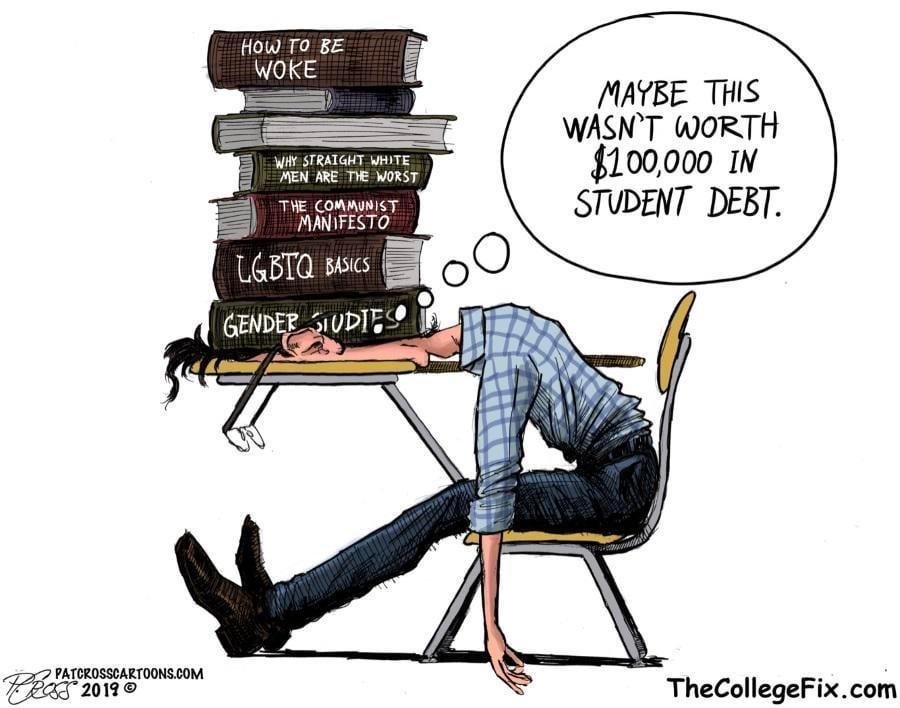 HOW TO BE
WOKE
WHY STRAIGHT WHITE
MEN ARE THE WORST
THE COMMUNIST
MANIFESTO
LGBTQ BASICS
GENDER STUDIES
MAYBE THIS
WASN'T WORTH
$100,000 IN
STUDENT DEBT.
PATCROSSCARTOONS.COM
P. CROSS 2019 ©
TheCollegeFix.com